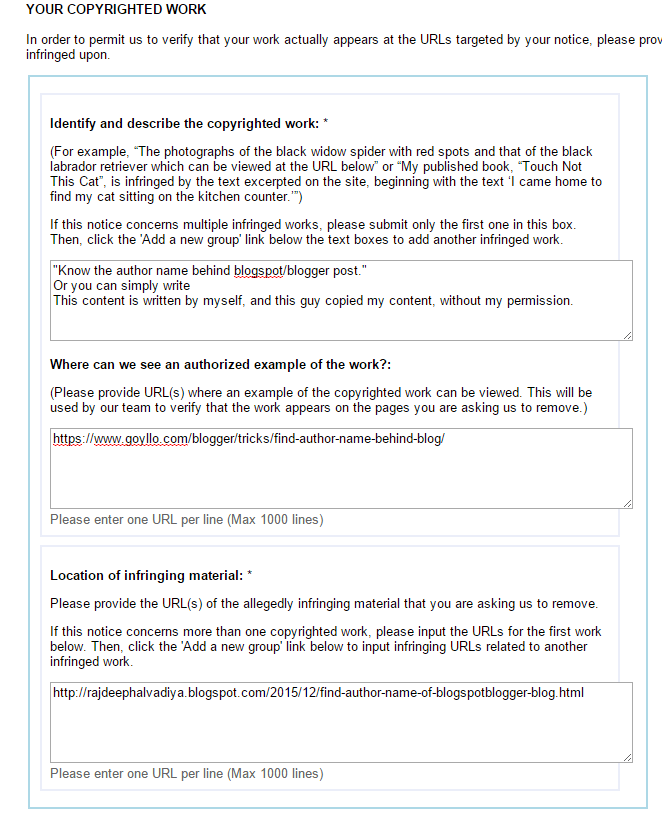 YOUR COPYRIGHTED WORK
In order to permit us to verify that your work actually appears at the URLs targeted by your notice, please prov
infringed upon.
Identify and describe the copyrighted work: *
(For example, “The photographs of the black widow spider with red spots and that of the black
labrador retriever which can be viewed at the URL below” or “My published book, “Touch Not
This Cat”, is infringed by the text excerpted on the site, beginning with the text ‘I came home to
find my cat sitting on the kitchen counter.’”)
If this notice concerns multiple infringed works, please submit only the first one in this box.
Then, click the 'Add a new group' link below the text boxes to add another infringed work.
"Know the author name behind blogspot/blogger post."
Or you can simply write
This content is written by myself, and this guy copied my content, without my permission.
Where can we see an authorized example of the work?:
(Please provide URL(s) where an example of the copyrighted work can be viewed. This will be
used by our team to verify that the work appears on the pages you are asking us to remove.)
https://www.goyllo.com/blogger/tricks/find-author-name-behind-blog/
Please enter one URL per line (Max 1000 lines)
Location of infringing material: *
Please provide the URL(s) of the allegedly infringing material that you are asking us to remove.
If this notice concerns more than one copyrighted work, please input the URLs for the first work
below. Then, click the 'Add a new group' link below to input infringing URLs related to another
infringed work.
http://rajdeephalvadiya.blogspot.com/2015/12/find-author-name-of-blogspotblogger-blog.html
Please enter one URL per line (Max 1000 lines)